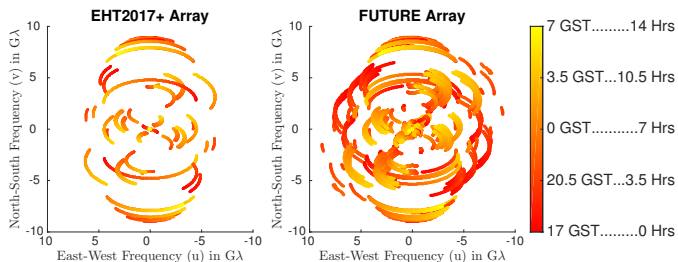 EHT2017+ Array
FUTURE Array
North-South Frequency (v) in Gλ
10
5
0
-5
-10
10
5
0
-5
-10
East-West Frequency (u) in Gλ
North-South Frequency (v) in Gλ
10
5
0
-5
-10
10
5
0
-5
-10
East-West Frequency (u) in Gλ
7 GST.........14 Hrs
3.5 GST...10.5 Hrs
0 GST...........7 Hrs
20.5 GST...3.5 Hrs
17 GST.........0 Hrs